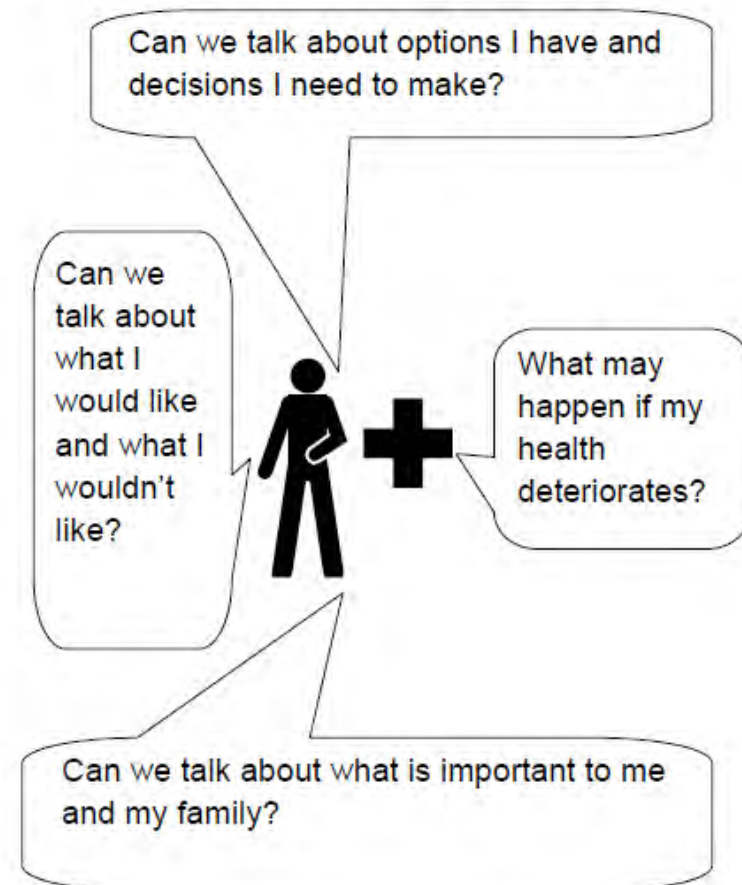 Can we talk about options I have and
decisions I need to make?
Can we
talk about
what I
would like
and what I
wouldn't
like?
What may
happen if my
health
deteriorates?
Can we talk about what is important to me
and my family?